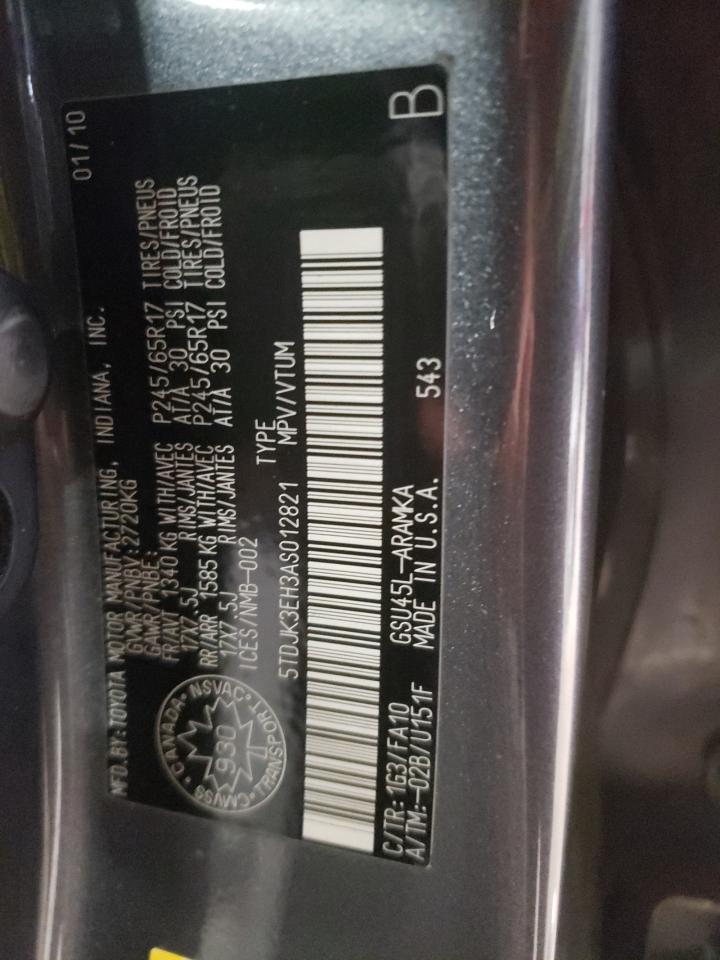 MFD.BY:TOYOTA MOTOR MANUFACTURING, INDIANA, INC. 01/10
GVWR/PNBV:2720KG
GAWR/PNBE:
FR/AVT 1340 KG WITH/AVEC P245/65R17 TIRES/PNEUS
17X7.5J RIMS/JANTES AT/A 30 PSI COLD/FROID
RR/ARR 1585 KG WITH/AVEC P245/65R17 TIRES/PNEUS
17X7.5J RIMS/JANTES AT/A 30 PSI COLD/FROID
ICES/NMB-002
TYPE
5TDJK3EH3AS012821 MPV/VTUM
CANADA • NSVAC • TRANSPORT • CMVSS
930
C/TR:1G3/FA10 GSU45L-ARAMKA
A/TM:-02B/U151F MADE IN U.S.A. 543
B